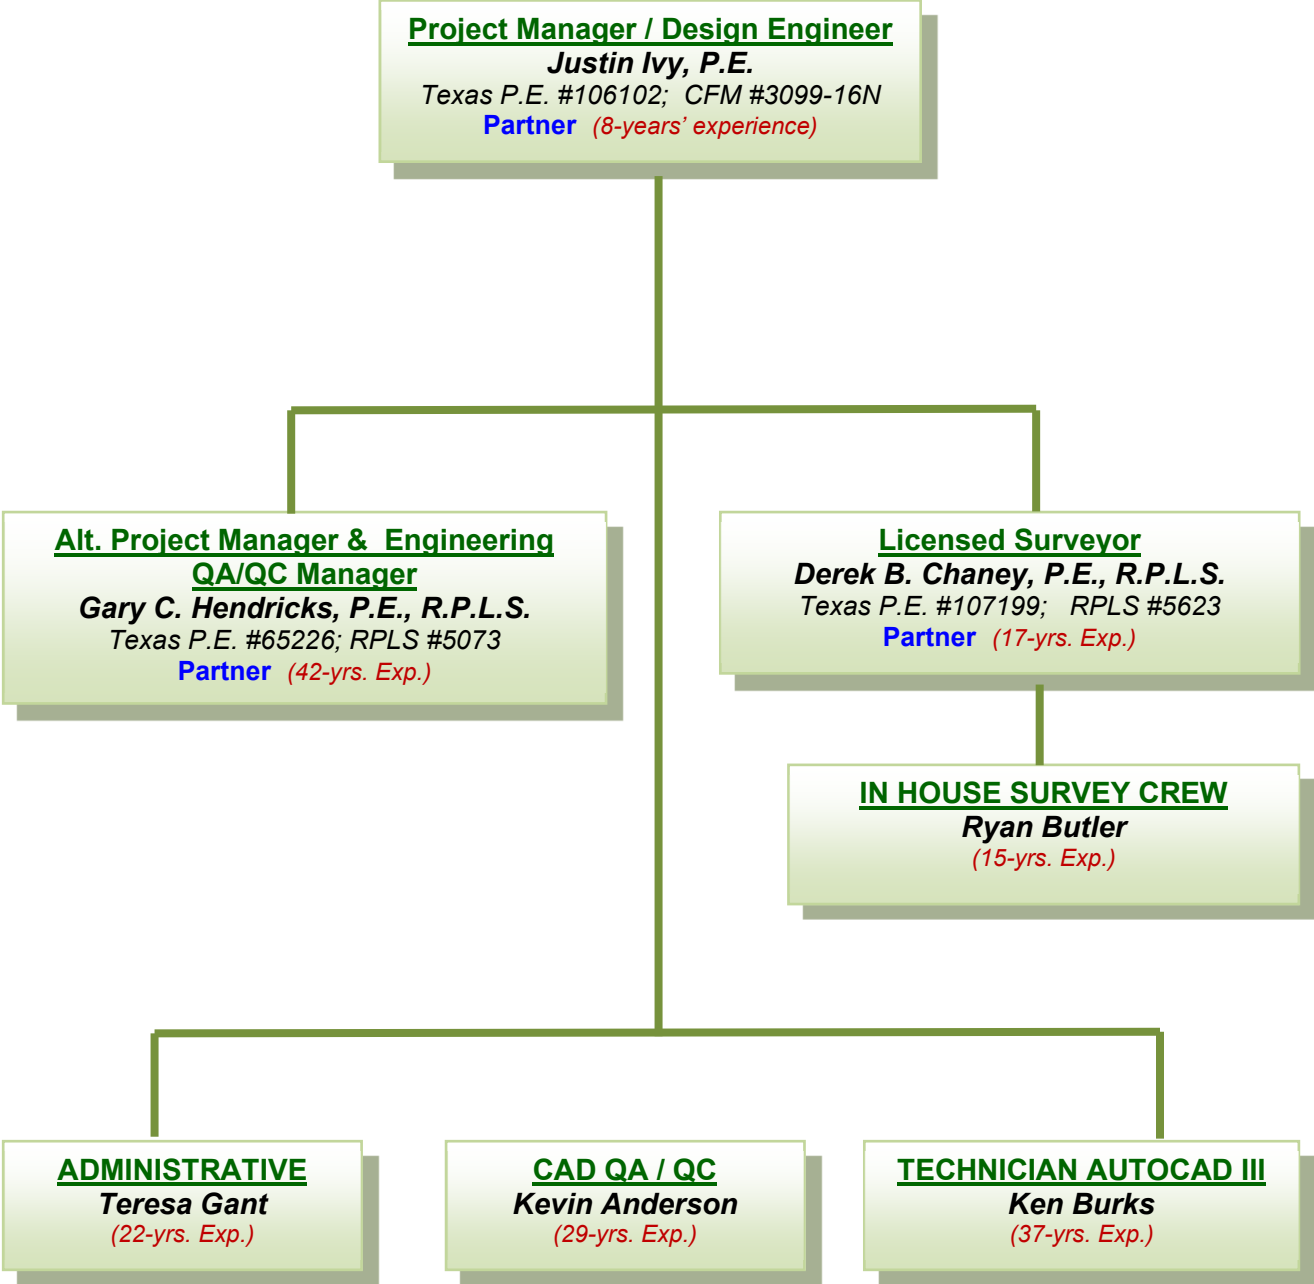 Project Manager / Design Engineer
Justin Ivy, P.E.
Texas P.E. #106102;  CFM #3099-16N
Partner  (8-years’ experience)
Alt. Project Manager &  Engineering
QA/QC Manager
Gary C. Hendricks, P.E., R.P.L.S.
Texas P.E. #65226; RPLS #5073
Partner  (42-yrs. Exp.)
Licensed Surveyor
Derek B. Chaney, P.E., R.P.L.S.
Texas P.E. #107199;   RPLS #5623
Partner  (17-yrs. Exp.)
IN HOUSE SURVEY CREW
Ryan Butler
(15-yrs. Exp.)
ADMINISTRATIVE
Teresa Gant
(22-yrs. Exp.)
CAD QA / QC
Kevin Anderson
(29-yrs. Exp.)
TECHNICIAN AUTOCAD III
Ken Burks
(37-yrs. Exp.)